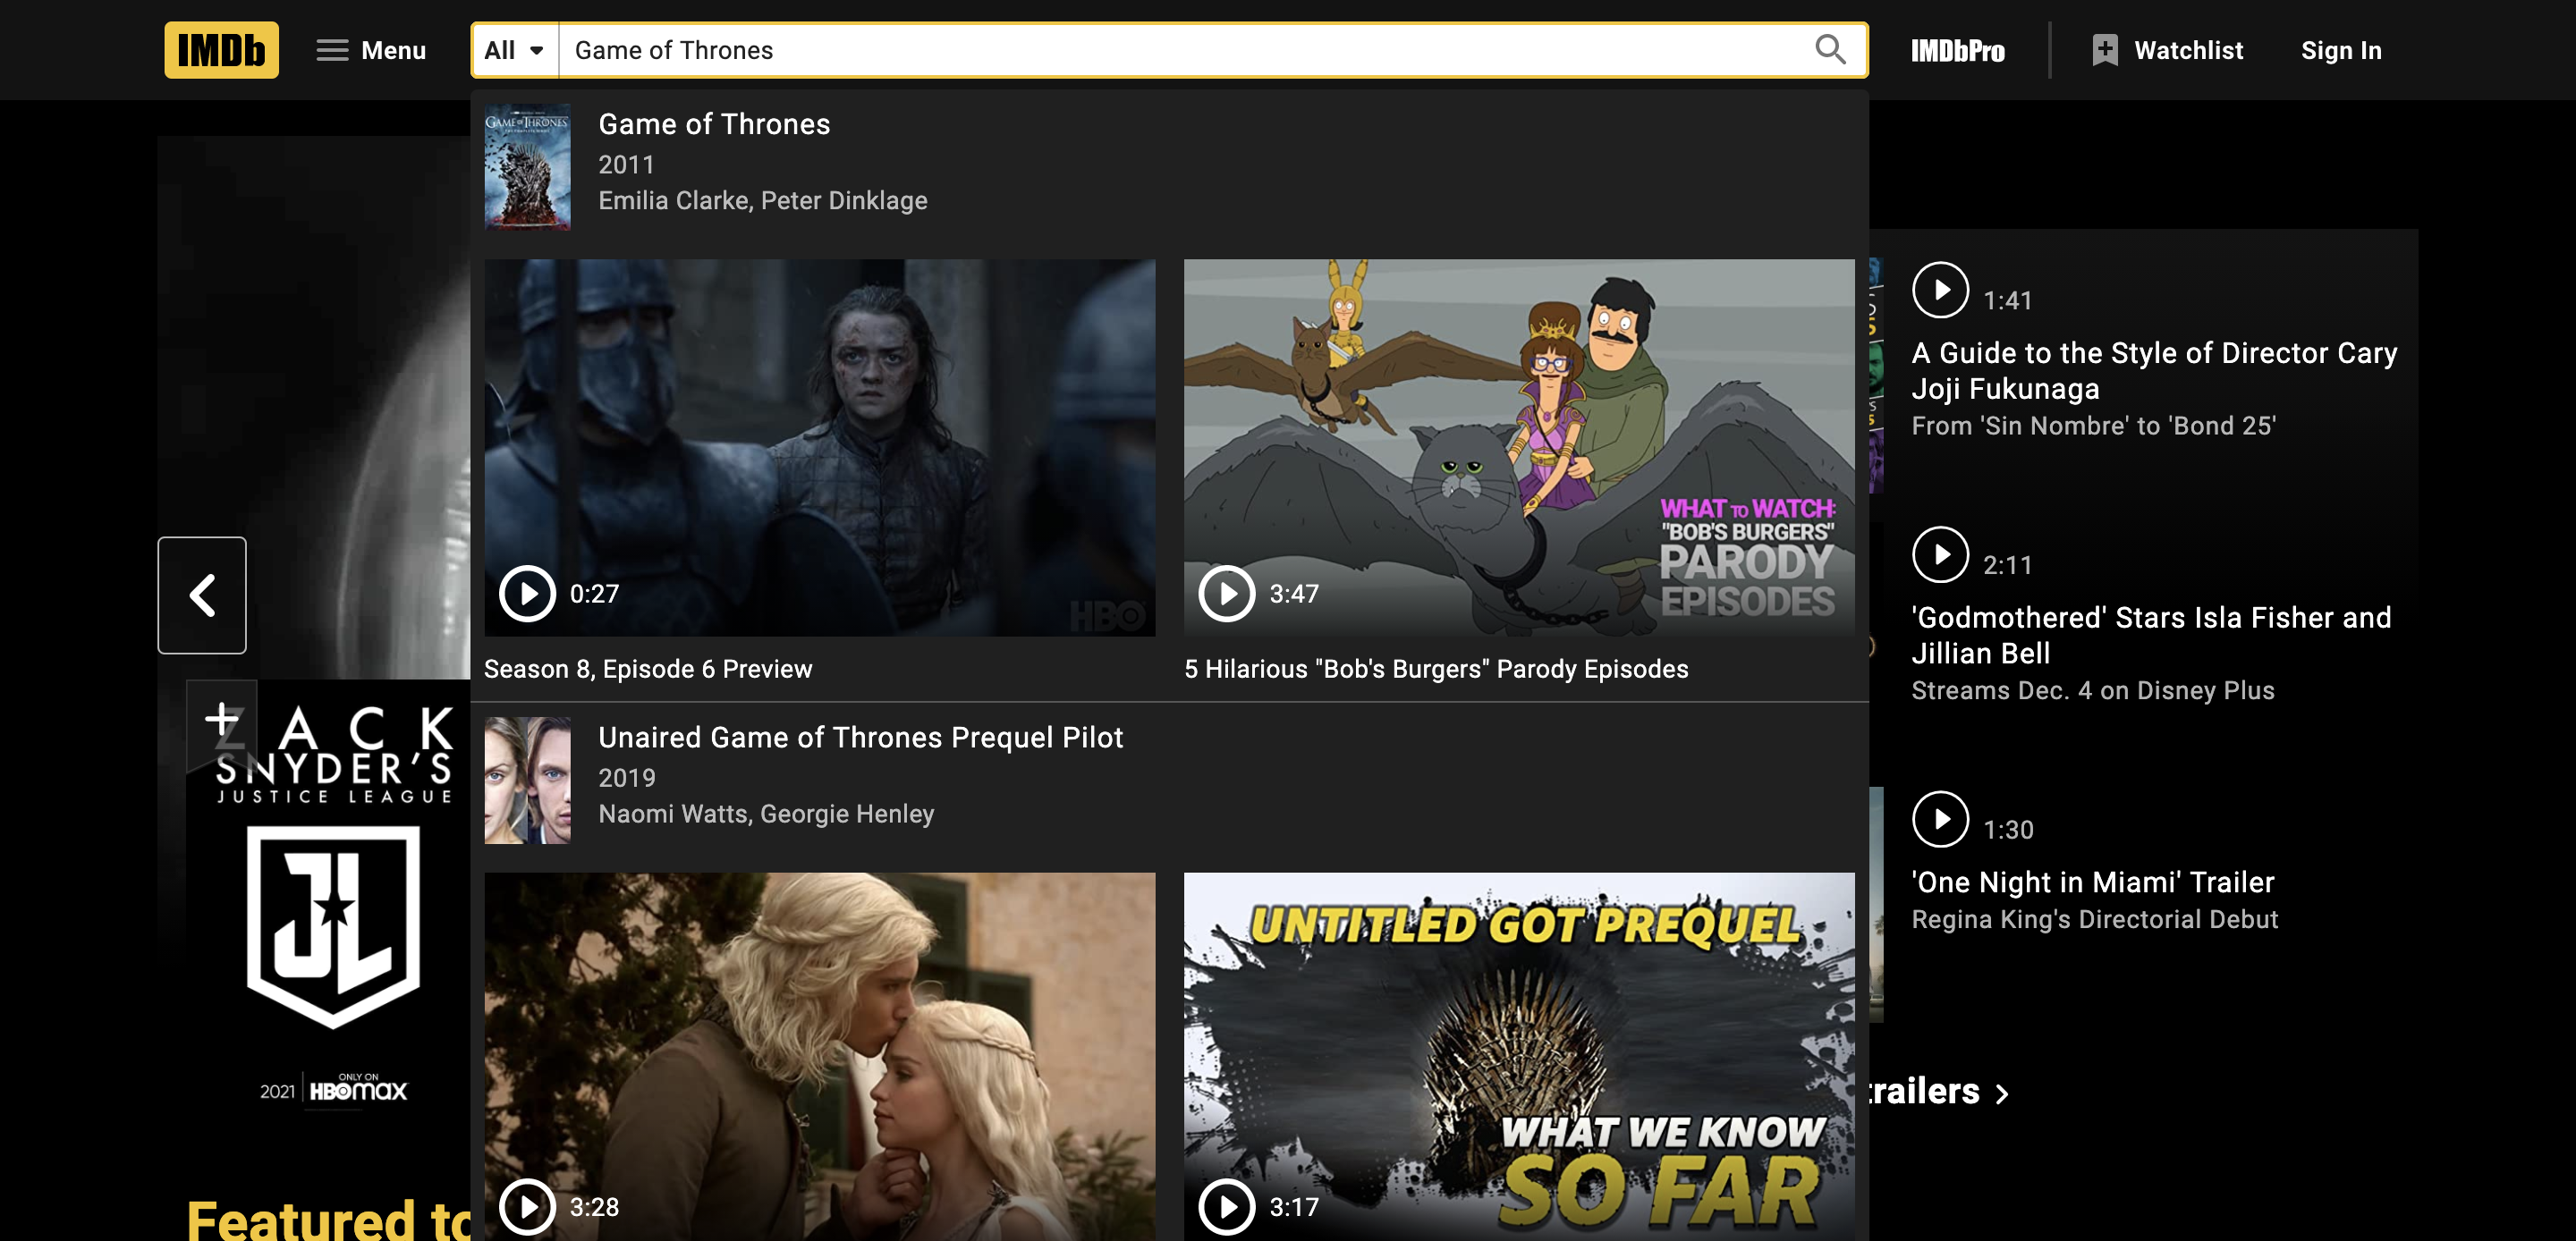 IMDb
Menu
All
Game of Thrones
IMDbPro
Watchlist
Sign In
GAME OF THRONES
Game of Thrones
2011
Emilia Clarke, Peter Dinklage
0:27
HBO
WHAT TO WATCH:
"BOB'S BURGERS"
PARODY
EPISODES
3:47
Season 8, Episode 6 Preview
5 Hilarious "Bob's Burgers" Parody Episodes
Unaired Game of Thrones Prequel Pilot
2019
Naomi Watts, Georgie Henley
3:28
UNTITLED GOT PREQUEL
WHAT WE KNOW
SO FAR
3:17
ZACK
SNYDER'S
JUSTICE LEAGUE
JL
2021
ONLY ON
HBOmax
Featured to
1:41
A Guide to the Style of Director Cary
Joji Fukunaga
From 'Sin Nombre' to 'Bond 25'
2:11
'Godmothered' Stars Isla Fisher and
Jillian Bell
Streams Dec. 4 on Disney Plus
1:30
'One Night in Miami' Trailer
Regina King's Directorial Debut
trailers